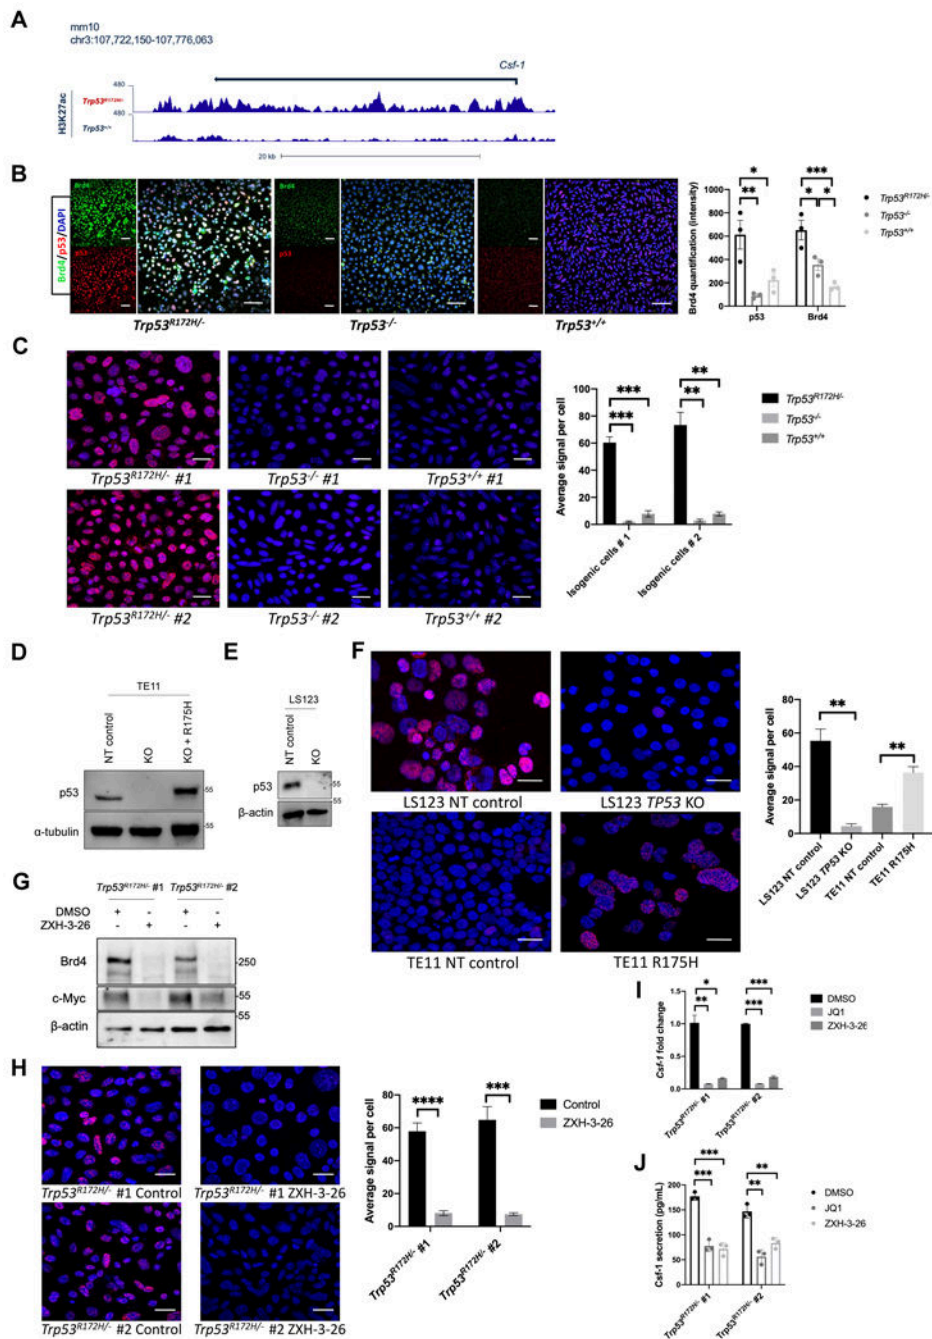 A
mm10
chr3:107,722,150-107,776,063
Csf-1
H3K27ac
480
Trp53R172H/-
480
Trp53+/+
20 kb
B
Brd4/p53/DAPI
Brd4
p53
Brd4
p53
Trp53R172H/-
Trp53-/-
Trp53+/+
Brd4 quantification (intensity)
1000
800
600
400
200
0
* ** *** * *
p53
Brd4
Trp53R172H/-
Trp53-/-
Trp53+/+
C
Trp53R172H/- #1
Trp53-/- #1
Trp53+/+ #1
Trp53R172H/- #2
Trp53-/- #2
Trp53+/+ #2
Average signal per cell
100
80
60
40
20
0
*** *** ** **
Isogenic cells # 1
Isogenic cells # 2
Trp53R172H/-
Trp53-/-
Trp53+/+
D
TE11
NT control
KO
KO + R175H
p53
55
α-tubulin
55
E
LS123
NT control
KO
p53
55
β-actin
F
LS123 NT control
LS123 TP53 KO
TE11 NT control
TE11 R175H
Average signal per cell
80
60
40
20
0
** **
LS123 NT control
LS123 TP53 KO
TE11 NT control
TE11 R175H
G
Trp53R172H/- #1 Trp53R172H/- #2
DMSO + - + -
ZXH-3-26 - + - +
Brd4
250
c-Myc
55
55
β-actin
H
Trp53R172H/- #1 Control
Trp53R172H/- #1 ZXH-3-26
Trp53R172H/- #2 Control
Trp53R172H/- #2 ZXH-3-26
Average signal per cell
80
60
40
20
0
**** ***
Trp53R172H/- #1
Trp53R172H/- #2
Control
ZXH-3-26
I
Csf-1 fold change
1.5
1.0
0.5
0.0
* ** *** ***
Trp53R172H/- #1
Trp53R172H/- #2
DMSO
JQ1
ZXH-3-26
J
Csf-1 secretion (pg/mL)
200
150
100
50
0
*** *** ** **
Trp53R172H/- #1
Trp53R172H/- #2
DMSO
JQ1
ZXH-3-26